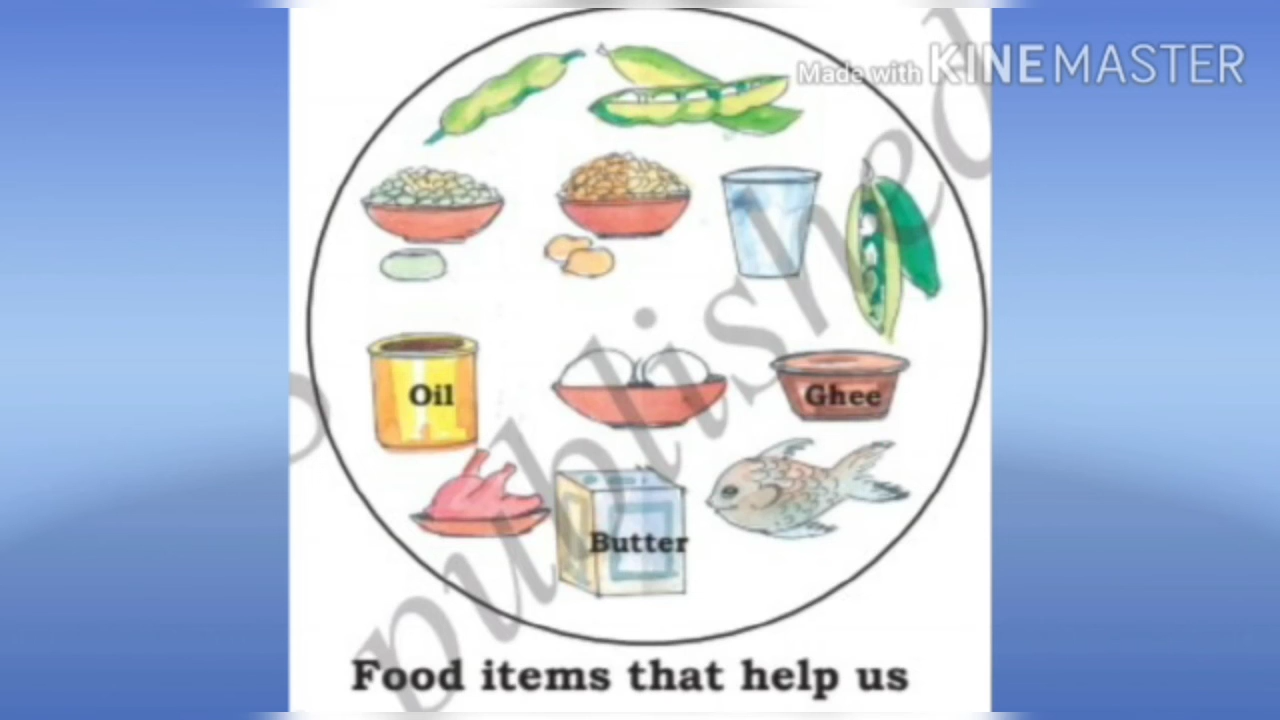 Made with KINEMASTER
Oil
Ghee
Butter
Food items that help us
published